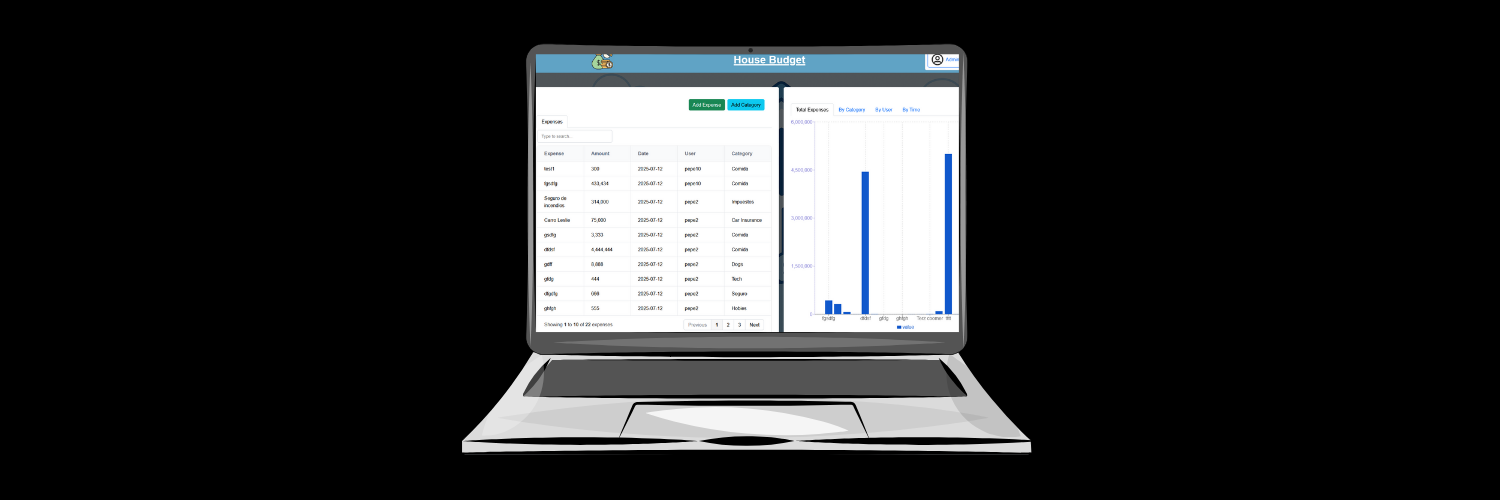 House Budget
Add Expense Add Category
Expenses
Type to search...
Expense Amount Date User Category
test1 300 2025-07-12 pepe10 Comida
fgsdfg 433,434 2025-07-12 pepe10 Comida
Seguro de incendios 314,000 2025-07-12 pepe2 Impuestos
Carro Leslie 75,000 2025-07-12 pepe2 Car Insurance
gsdfg 3,333 2025-07-12 pepe2 Comida
dfdsf 4,444,444 2025-07-12 pepe2 Comida
gdff 8,888 2025-07-12 pepe2 Dogs
gfdg 444 2025-07-12 pepe2 Tech
dfgdfg 2025-07-12 pepe2 Seguro
ghfgh 555 2025-07-12 pepe2 Hobies
Showing 1 to 10 of 22 expenses
Previous 1 2 3 Next
Total Expenses By Category By User By Time
6,000,000
4,500,000
3,000,000
1,500,000
0
fgsdfg dfdsf gfdg ghfgh
value